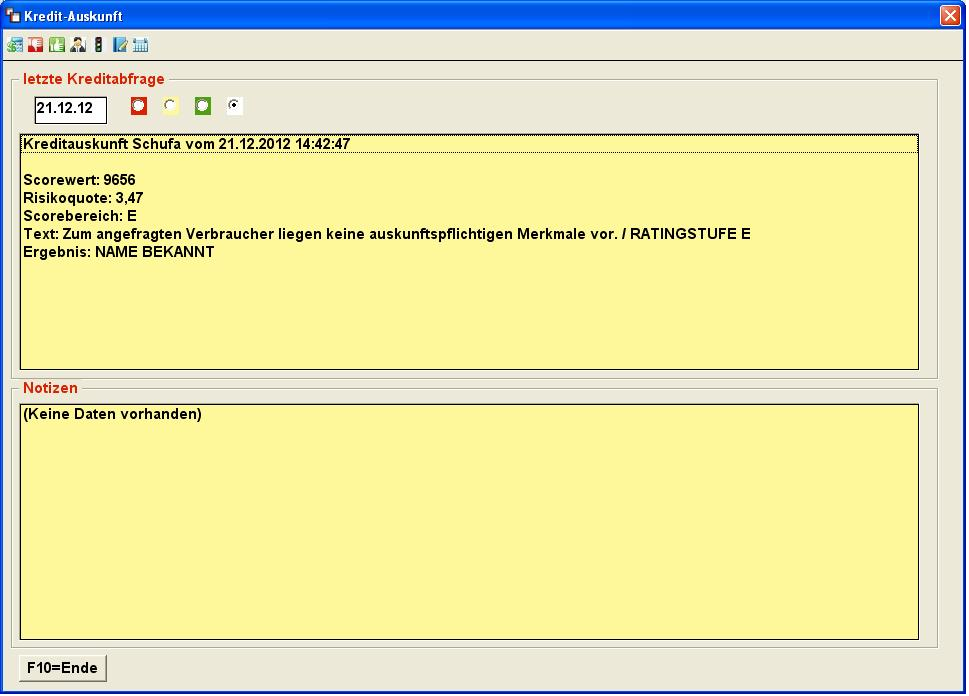 Kredit-Auskunft
letzte Kreditabfrage
21.12.12
Kreditauskunft Schufa vom 21.12.2012 14:42:47
Scorewert: 9656
Risikoquote: 3,47
Scorebereich: E
Text: Zum angefragten Verbraucher liegen keine auskunftspflichtigen Merkmale vor. / RATINGSTUFE E
Ergebnis: NAME BEKANNT
Notizen
(Keine Daten vorhanden)
F10=Ende